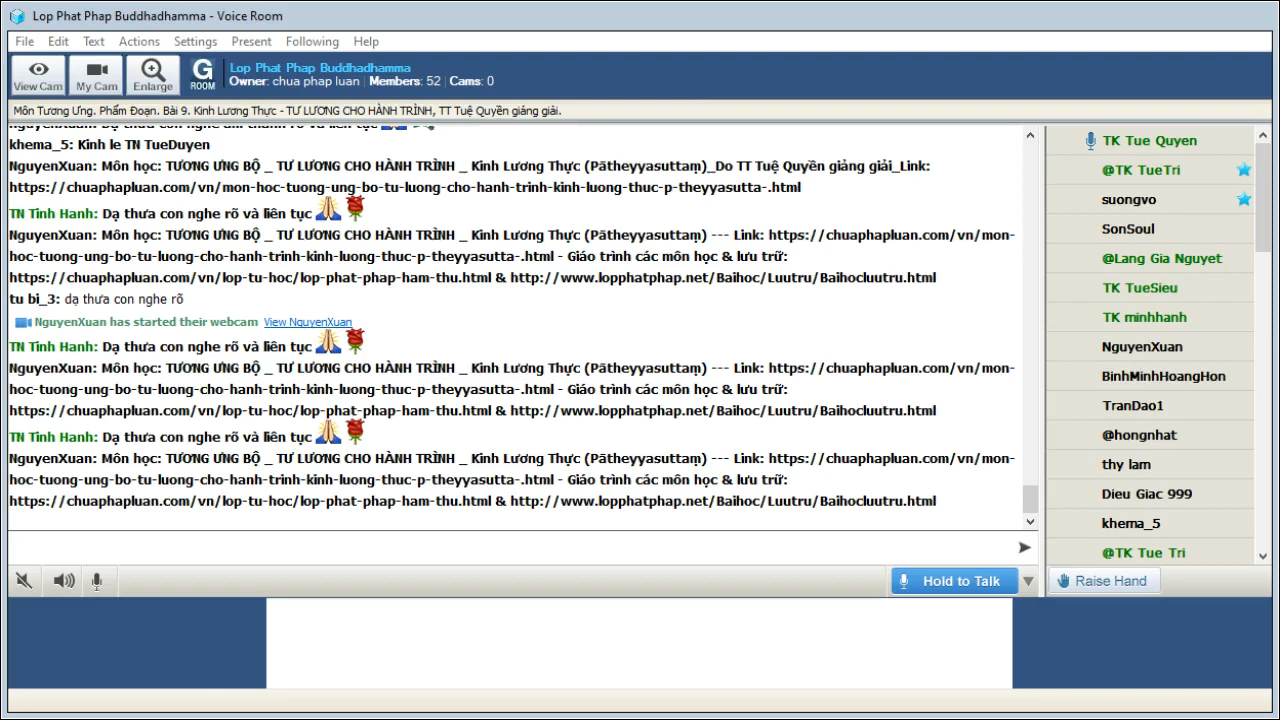 Lop Phat Phap Buddhadhamma - Voice Room
File Edit Text Actions Settings Present Following Help
View Cam My Cam Enlarge G ROOM
Lop Phat Phap Buddhadhamma
Owner: chua phap luan | Members: 52 | Cams: 0
Môn Tương Ưng. Phẩm Đoạn. Bài 9. Kinh Lương Thực - TƯ LƯƠNG CHO HÀNH TRÌNH, TT Tuệ Quyền giảng giải.
NguyenXuan: Dạ thưa con nghe âm thanh rõ và liên tục
khema_5: Kinh le TN TueDuyen
NguyenXuan: Môn học: TƯƠNG ƯNG BỘ _ TƯ LƯƠNG CHO HÀNH TRÌNH _ Kinh Lương Thực (Pātheyyasuttaṃ)_Do TT Tuệ Quyền giảng giải_Link:
https://chuaphapluan.com/vn/mon-hoc-tuong-ung-bo-tu-luong-cho-hanh-trinh-kinh-luong-thuc-p-theyyasutta-.html
TN Tinh Hanh: Dạ thưa con nghe rõ và liên tục
NguyenXuan: Môn học: TƯƠNG ƯNG BỘ _ TƯ LƯƠNG CHO HÀNH TRÌNH _ Kinh Lương Thực (Pātheyyasuttaṃ) --- Link: https://chuaphapluan.com/vn/mon-
hoc-tuong-ung-bo-tu-luong-cho-hanh-trinh-kinh-luong-thuc-p-theyyasutta-.html - Giáo trình các môn học & lưu trữ:
https://chuaphapluan.com/vn/lop-tu-hoc/lop-phat-phap-ham-thu.html & http://www.lopphatphap.net/Baihoc/Luutru/Baihocluutru.html
tu bi_3: dạ thưa con nghe rõ
NguyenXuan has started their webcam View NguyenXuan
TN Tinh Hanh: Dạ thưa con nghe rõ và liên tục
NguyenXuan: Môn học: TƯƠNG ƯNG BỘ _ TƯ LƯƠNG CHO HÀNH TRÌNH _ Kinh Lương Thực (Pātheyyasuttaṃ) --- Link: https://chuaphapluan.com/vn/mon-
hoc-tuong-ung-bo-tu-luong-cho-hanh-trinh-kinh-luong-thuc-p-theyyasutta-.html - Giáo trình các môn học & lưu trữ:
https://chuaphapluan.com/vn/lop-tu-hoc/lop-phat-phap-ham-thu.html & http://www.lopphatphap.net/Baihoc/Luutru/Baihocluutru.html
TN Tinh Hanh: Dạ thưa con nghe rõ và liên tục
NguyenXuan: Môn học: TƯƠNG ƯNG BỘ _ TƯ LƯƠNG CHO HÀNH TRÌNH _ Kinh Lương Thực (Pātheyyasuttaṃ) --- Link: https://chuaphapluan.com/vn/mon-
hoc-tuong-ung-bo-tu-luong-cho-hanh-trinh-kinh-luong-thuc-p-theyyasutta-.html - Giáo trình các môn học & lưu trữ:
https://chuaphapluan.com/vn/lop-tu-hoc/lop-phat-phap-ham-thu.html & http://www.lopphatphap.net/Baihoc/Luutru/Baihocluutru.html
Hold to Talk
TK Tue Quyen
@TK TueTri
suongvo
SonSoul
@Lang Gia Nguyet
TK TueSieu
TK minhhanh
NguyenXuan
BinhMinhHoangHon
TranDao1
@hongnhat
thy lam
Dieu Giac 999
khema_5
@TK Tue Tri
Raise Hand